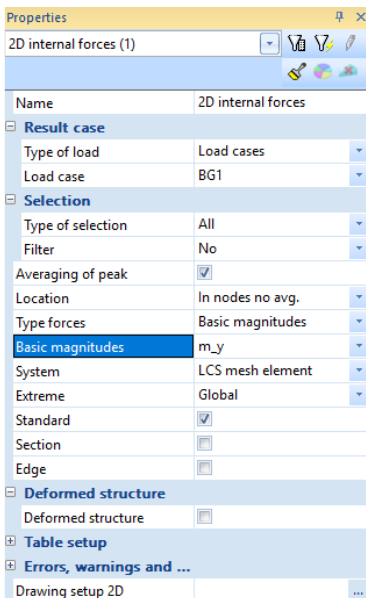 Properties
2D internal forces (1)
Name 2D internal forces
Result case
Type of load Load cases
Load case BG1
Selection
Type of selection All
Filter No
Averaging of peak
Location In nodes no avg.
Type forces Basic magnitudes
Basic magnitudes m_y
System LCS mesh element
Extreme Global
Standard
Section
Edge
Deformed structure
Deformed structure
Table setup
Errors, warnings and ...
Drawing setup 2D ...